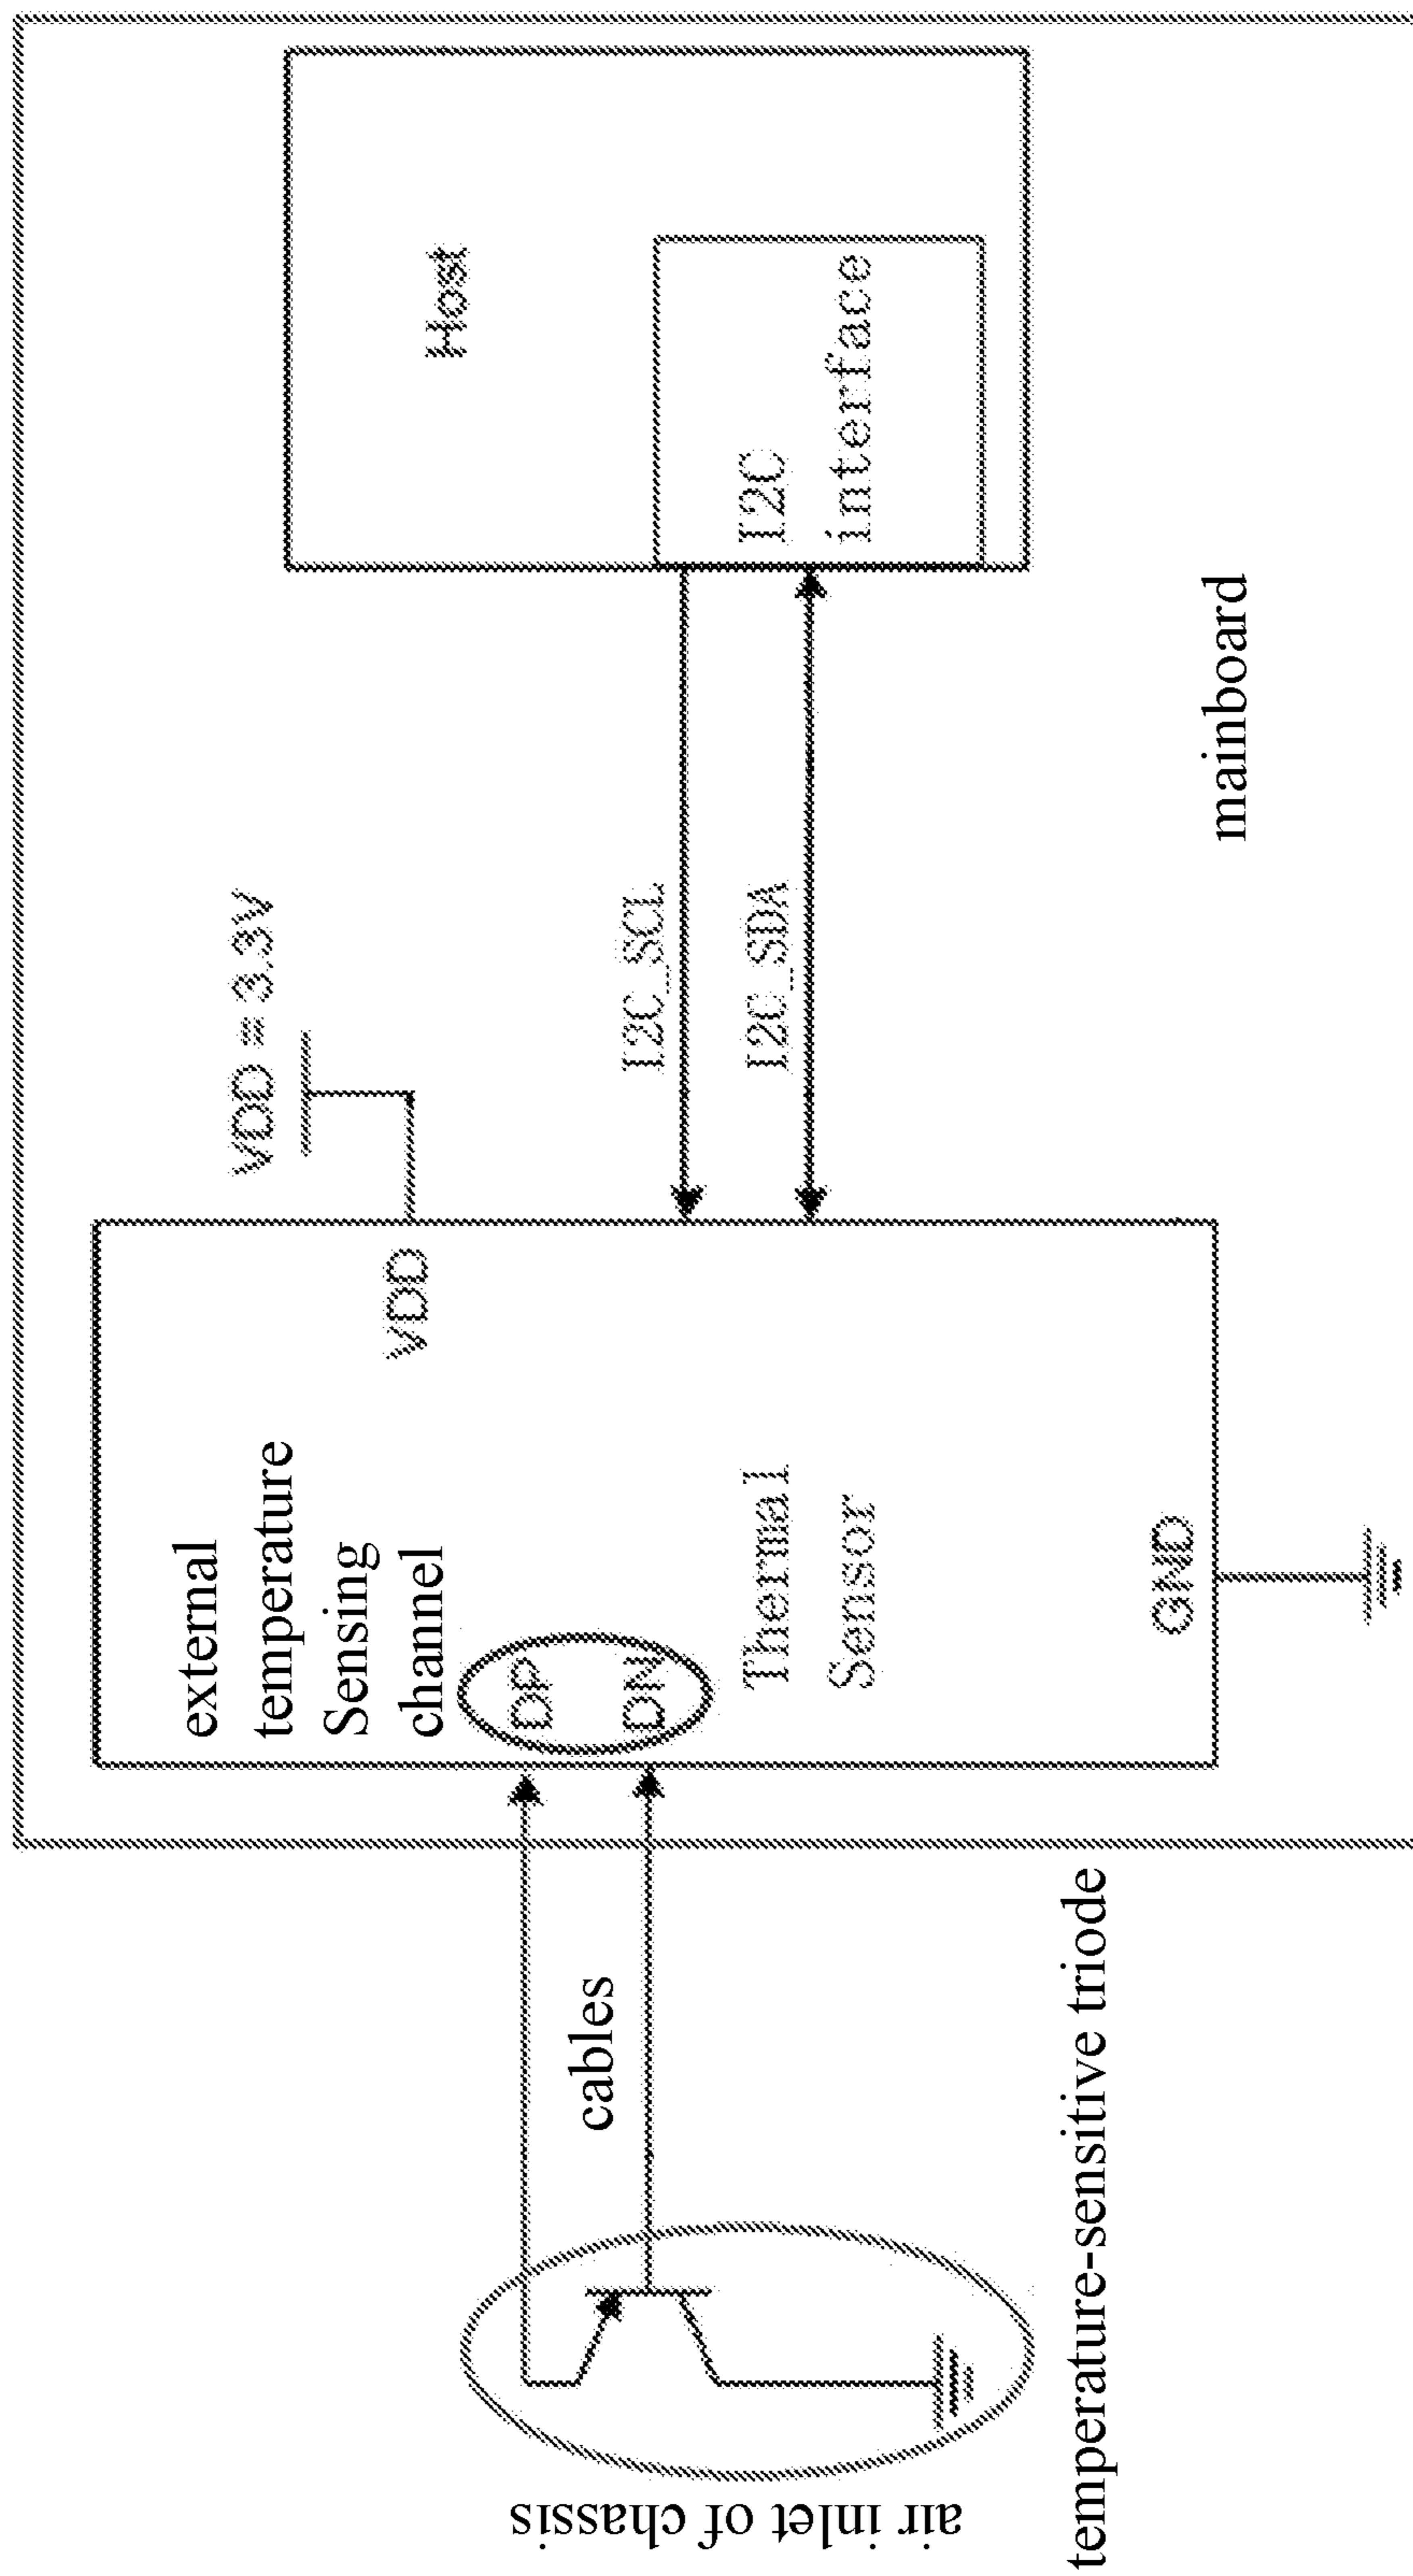 external
temperature
Sensing
channel
DP
DN
Thermal
Sensor
VDD
GND
VDD = 3.3V
I2C_SCL
I2C_SDA
Host
I2C
interface
mainboard
cables
air inlet of chassis
temperature-sensitive triode